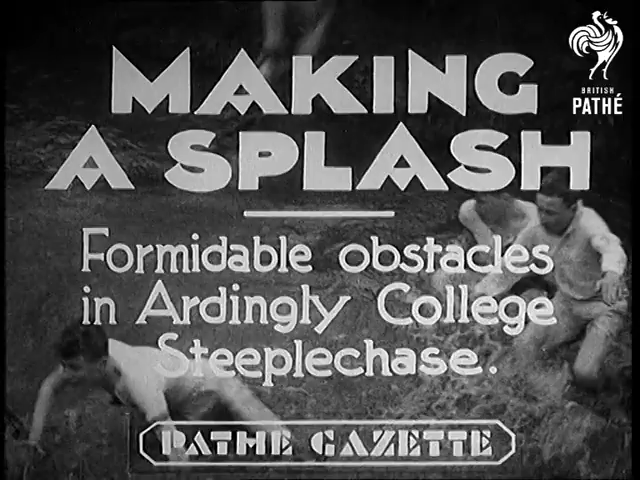 MAKING
A SPLASH
BRITISH
PATHÉ
Formidable obstacles
in Ardingly College
Steeplechase.
PATHE GAZETTE